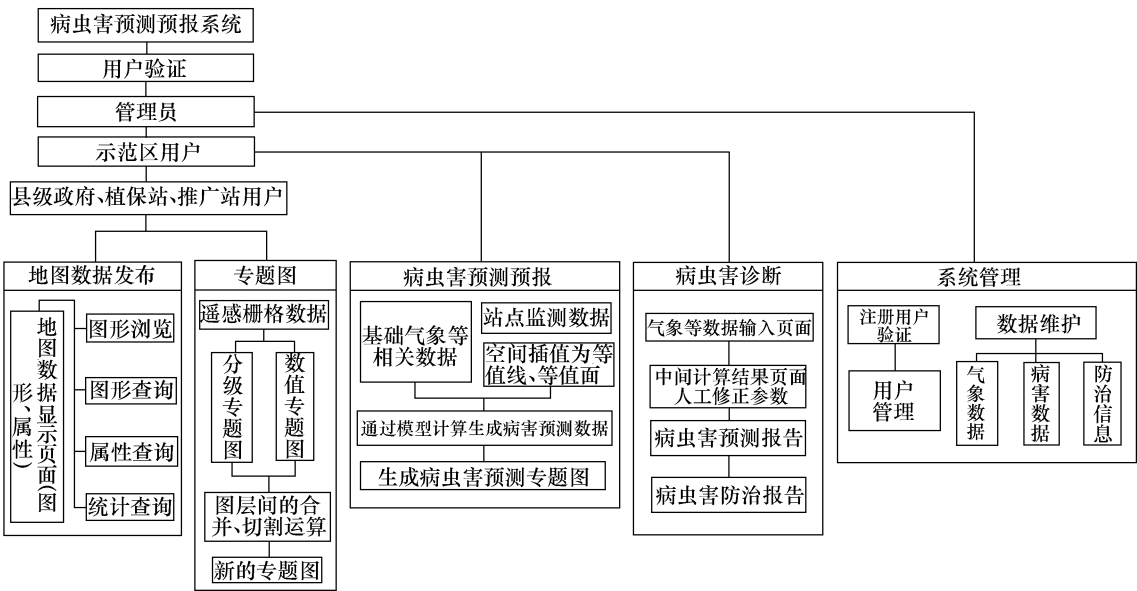 病虫害预测预报系统
用户验证
管理员
示范区用户
县级政府、植保站、推广站用户
地图数据发布
地图数据显示页面(图
形、属性)
图形浏览
图形查询
属性查询
统计查询
专题图
遥感栅格数据
分级专题图
数值专题图
图层间的合
并、切割运算
新的专题图
病虫害预测预报
基础气象等
相关数据
站点监测数据
空间插值为等
值线、等值面
通过模型计算生成病害预测数据
生成病虫害预测专题图
病虫害诊断
气象等数据输入页面
中间计算结果页面
人工修正参数
病虫害预测报告
病虫害防治报告
系统管理
注册用户
验证
用户
管理
数据维护
气象数据
病害数据
防治信息